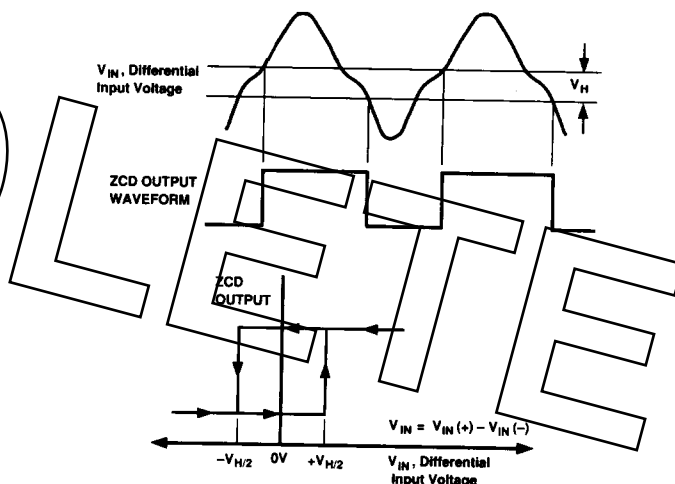 V_IN, Differential
Input Voltage
V_H
ZCD OUTPUT
WAVEFORM
ZCD
OUTPUT
V_IN = V_IN (+) – V_IN (–)
–V_H/2 0V +V_H/2 V_IN, Differential
Input Voltage
LETE